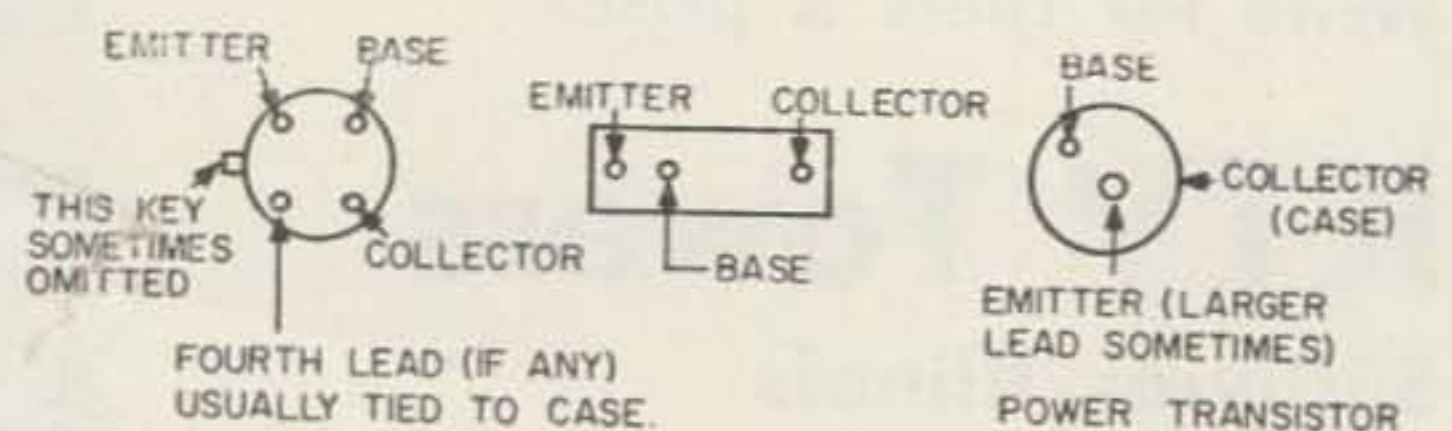 EMITTER
BASE
THIS KEY
SOMETIMES
OMITTED
COLLECTOR
FOURTH LEAD (IF ANY)
USUALLY TIED TO CASE.
EMITTER
COLLECTOR
BASE
BASE
COLLECTOR
(CASE)
EMITTER (LARGER
LEAD SOMETIMES)
POWER TRANSISTOR